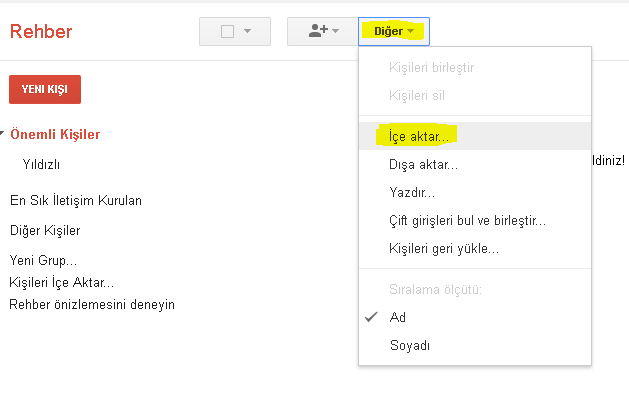 Rehber
Diğer
YENİ KIŞI
Önemli Kişiler
Yıldızlı
En Sık İletişim Kurulan
Diğer Kişiler
Yeni Grup...
Kişileri İçe Aktar...
Rehber önizlemesini deneyin
Kişileri birleştir
Kişileri sil
İçe aktar...
Dışa aktar...
Yazdır...
Çift girişleri bul ve birleştir...
Kişileri geri yükle...
Sıralama ölçütü:
Ad
Soyadı
ldiniz!